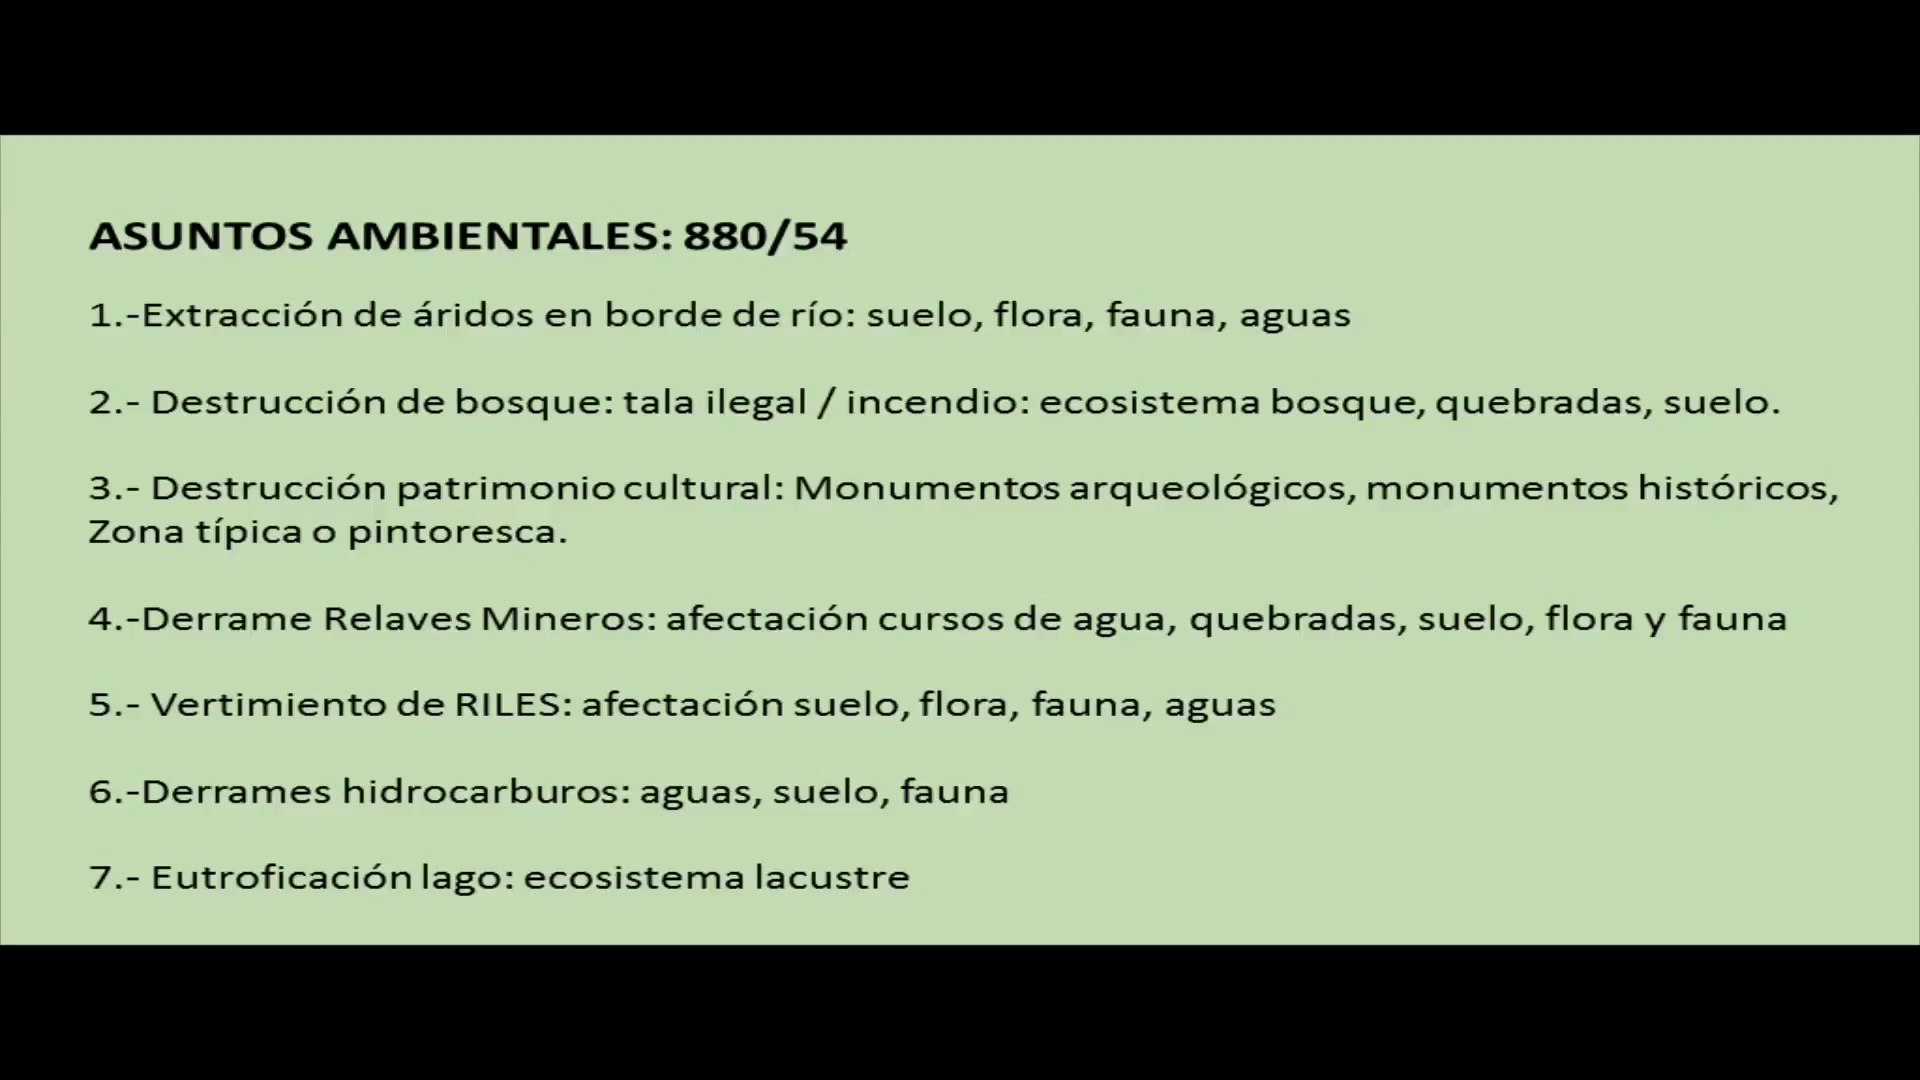 ASUNTOS AMBIENTALES: 880/54
1.-Extracción de áridos en borde de río: suelo, flora, fauna, aguas
2.- Destrucción de bosque: tala ilegal / incendio: ecosistema bosque, quebradas, suelo.
3.- Destrucción patrimonio cultural: Monumentos arqueológicos, monumentos históricos,
Zona típica o pintoresca.
4.-Derrame Relaves Mineros: afectación cursos de agua, quebradas, suelo, flora y fauna
5.- Vertimiento de RILES: afectación suelo, flora, fauna, aguas
6.-Derrames hidrocarburos: aguas, suelo, fauna
7.- Eutroficación lago: ecosistema lacustre